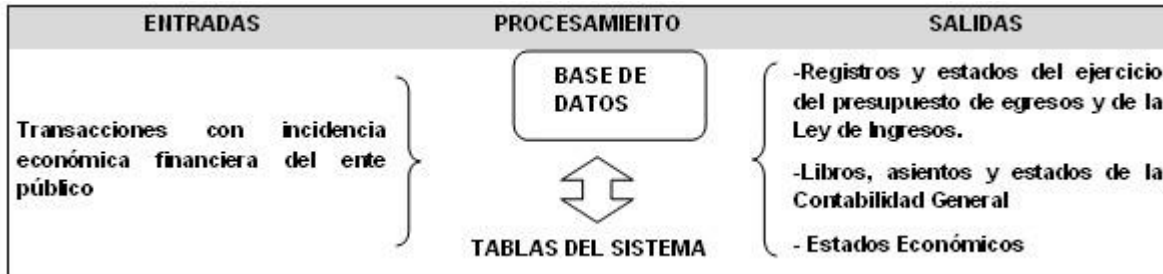 ENTRADAS
PROCESAMIENTO
SALIDAS
Transacciones con incidencia
económica financiera del ente
público
BASE DE
DATOS
TABLAS DEL SISTEMA
-Registros y estados del ejercicio
del presupuesto de egresos y de la
Ley de Ingresos.
-Libros, asientos y estados de la
Contabilidad General
- Estados Económicos